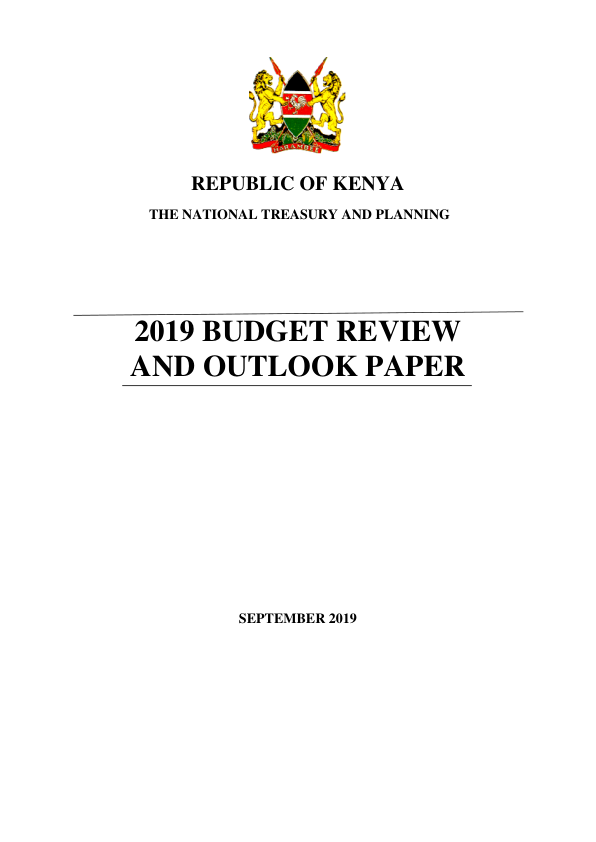 HARAMBEE
REPUBLIC OF KENYA
THE NATIONAL TREASURY AND PLANNING
2019 BUDGET REVIEW
AND OUTLOOK PAPER
SEPTEMBER 2019